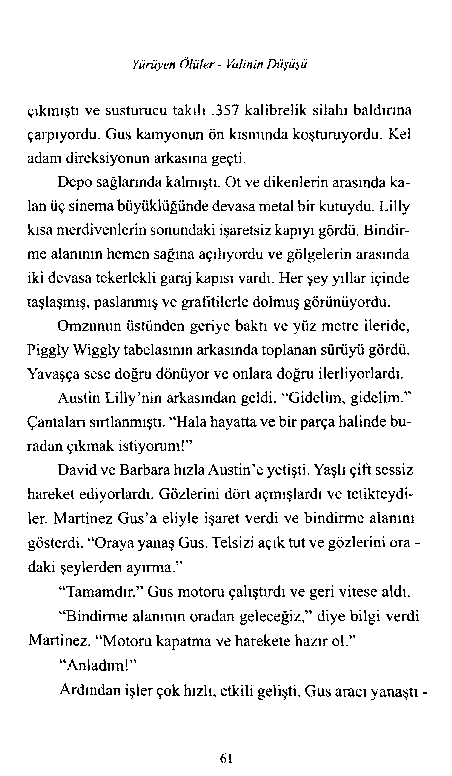 Yürüyen Ölüler - Valinin Düşüşü
çıkmıştı ve susturucu takılı .357 kalibrelik silahı baldırına
çarpıyordu. Gus kamyonun ön kısmında koşturuyordu. Kel
adam direksiyonun arkasına geçti.
Depo sağlarında kalmıştı. Ot ve dikenlerin arasında ka-
lan üç sinema büyüklüğünde devasa metal bir kutuydu. Lilly
kısa merdivenlerin sonundaki işaretsiz kapıyı gördü. Bindir-
me alanının hemen sağına açılıyordu ve gölgelerin arasında
iki devasa tekerlekli garaj kapısı vardı. Her şey yıllar içinde
taşlaşmış, paslanmış ve grafitilerle dolmuş görünüyordu.
Omzunun üstünden geriye baktı ve yüz metre ileride,
Piggly Wiggly tabelasının arkasında toplanan sürüyü gördü.
Yavaşça sese doğru dönüyor ve onlara doğru ilerliyorlardı.
Austin Lilly’nin arkasından geldi. “Gidelim, gidelim.”
Çantaları sırtlanmıştı. “Hala hayatta ve bir parça halinde bu-
radan çıkmak istiyorum!”
David ve Barbara hızla Austin’e yetişti. Yaşlı çift sessiz
hareket ediyorlardı. Gözlerini dört açmışlardı ve tetikteydi-
ler. Martinez Gus’a eliyle işaret verdi ve bindirme alanını
gösterdi. “Oraya yanaş Gus. Telsizi açık tut ve gözlerini ora -
daki şeylerden ayırma.”
“Tamamdır.” Gus motoru çalıştırdı ve geri vitese aldı.
“Bindirme alanının oradan geleceğiz,” diye bilgi verdi
Martinez. “Motoru kapatma ve harekete hazır ol.”
“Anladım!”
Ardından işler çok hızlı, etkili gelişti. Gus aracı yanaştı -
61